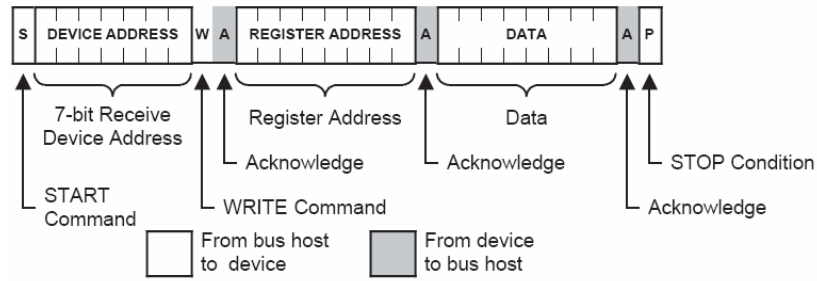 S DEVICE ADDRESS W A REGISTER ADDRESS A DATA A P
7-bit Receive
Device Address
Register Address
Data
Acknowledge
Acknowledge
STOP Condition
START
Command
WRITE Command
Acknowledge
From bus host
to device
From device
to bus host